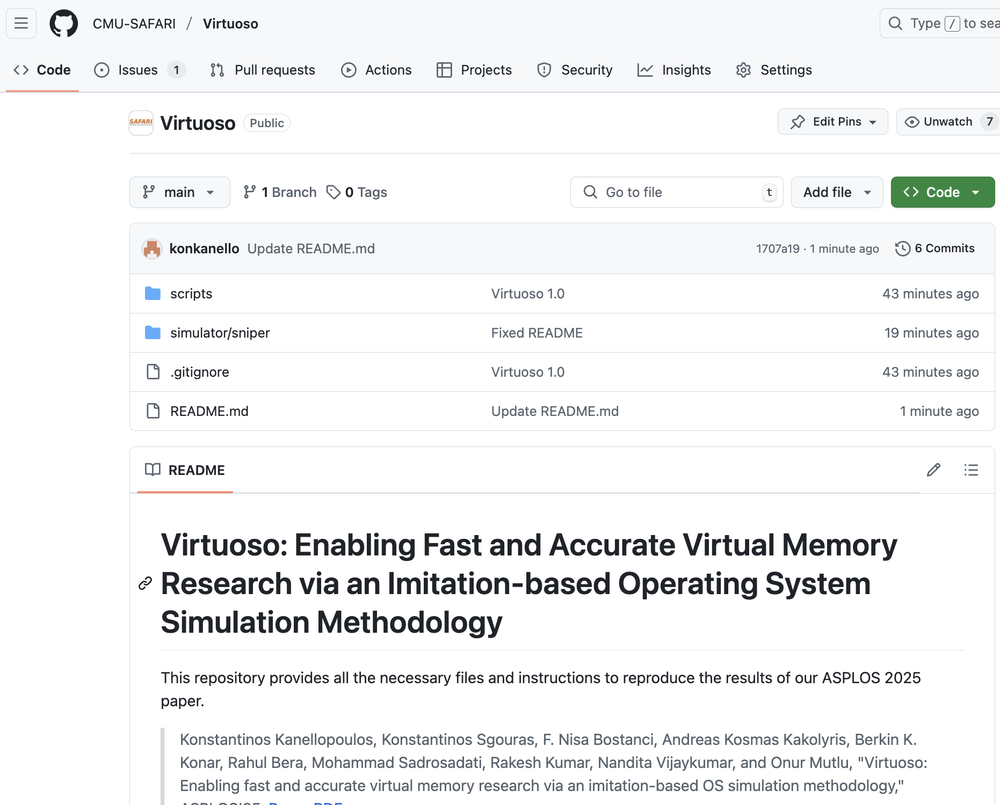 CMU-SAFARI / Virtuoso
Type / to sea
Code
Issues 1
Pull requests
Actions
Projects
Security
Insights
Settings
SAFARI
Virtuoso Public
Edit Pins
Unwatch 7
main
1 Branch
0 Tags
Go to file t
Add file
Code
konkanello Update README.md 1707a19 · 1 minute ago 6 Commits
scripts Virtuoso 1.0 43 minutes ago
simulator/sniper Fixed README 19 minutes ago
.gitignore Virtuoso 1.0 43 minutes ago
README.md Update README.md 1 minute ago
README
Virtuoso: Enabling Fast and Accurate Virtual Memory
Research via an Imitation-based Operating System
Simulation Methodology
This repository provides all the necessary files and instructions to reproduce the results of our ASPLOS 2025
paper.
Konstantinos Kanellopoulos, Konstantinos Sgouras, F. Nisa Bostanci, Andreas Kosmas Kakolyris, Berkin K.
Konar, Rahul Bera, Mohammad Sadrosadati, Rakesh Kumar, Nandita Vijaykumar, and Onur Mutlu, "Virtuoso:
Enabling fast and accurate virtual memory research via an imitation-based OS simulation methodology,"